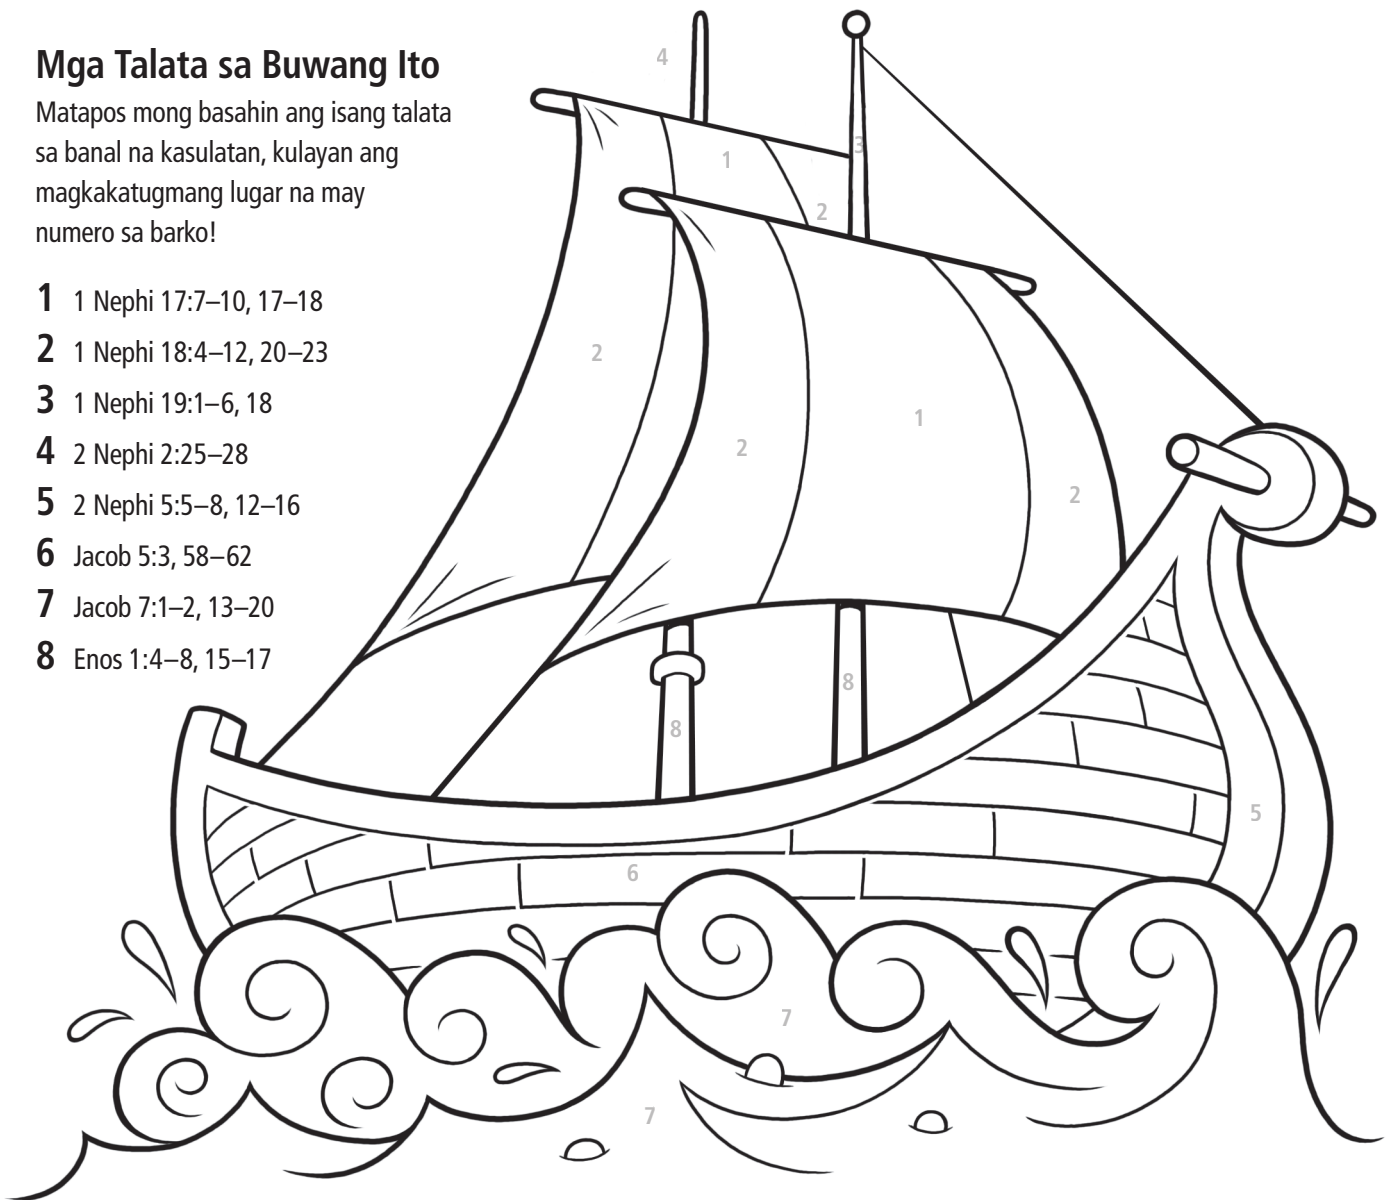 Mga Talata sa Buwang Ito
Matapos mong basahin ang isang talata
sa banal na kasulatan, kulayan ang
magkakatugmang lugar na may
numero sa barko!
1 1 Nephi 17:7–10, 17–18
2 1 Nephi 18:4–12, 20–23
3 1 Nephi 19:1–6, 18
4 2 Nephi 2:25–28
5 2 Nephi 5:5–8, 12–16
6 Jacob 5:3, 58–62
7 Jacob 7:1–2, 13–20
8 Enos 1:4–8, 15–17
4
3
1
2
2
1
2
2
8
8
5
6
7
7